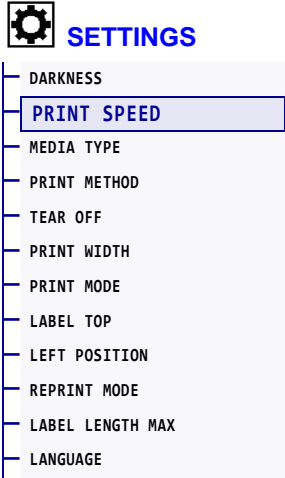 SETTINGS
DARKNESS
PRINT SPEED
MEDIA TYPE
PRINT METHOD
TEAR OFF
PRINT WIDTH
PRINT MODE
LABEL TOP
LEFT POSITION
REPRINT MODE
LABEL LENGTH MAX
LANGUAGE